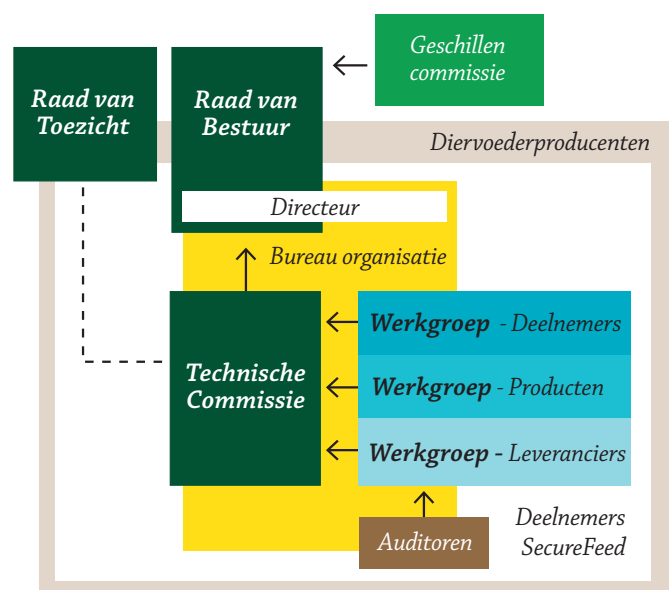 Geschillen
commissie
Raad van
Toezicht
Raad van
Bestuur
Diervoederproducenten
Directeur
Bureau organisatie
Technische
Commissie
Werkgroep - Deelnemers
Werkgroep - Producten
Werkgroep - Leveranciers
Auditoren
Deelnemers
SecureFeed